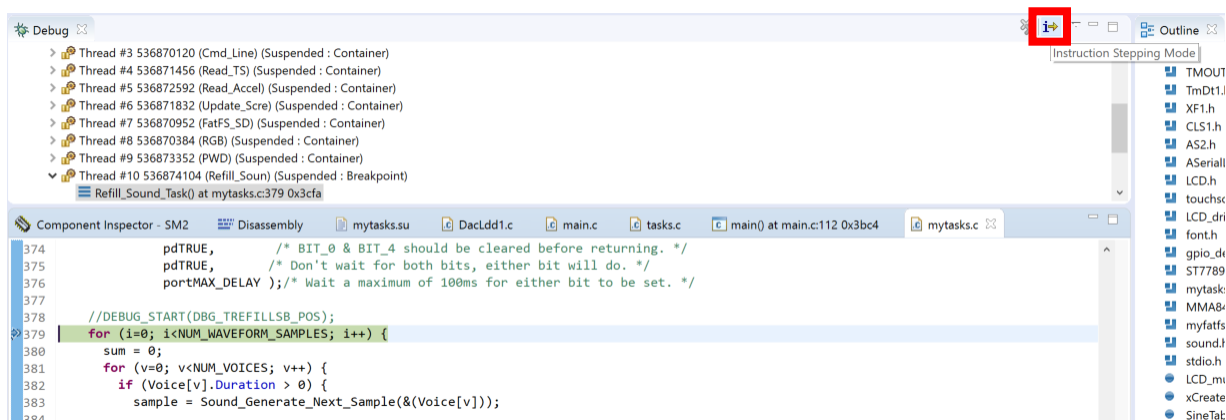 Debug
Outline
i
Instruction Stepping Mode
Thread #3 536870120 (Cmd_Line) (Suspended : Container)
Thread #4 536871456 (Read_TS) (Suspended : Container)
Thread #5 536872592 (Read_Accel) (Suspended : Container)
Thread #6 536871832 (Update_Scre) (Suspended : Container)
Thread #7 536870952 (FatFS_SD) (Suspended : Container)
Thread #8 536870384 (RGB) (Suspended : Container)
Thread #9 536873352 (PWD) (Suspended : Container)
Thread #10 536874104 (Refill_Soun) (Suspended : Breakpoint)
Refill_Sound_Task() at mytasks.c:379 0x3cfa
Component Inspector - SM2
Disassembly
mytasks.su
DacLdd1.c
main.c
tasks.c
main() at main.c:112 0x3bc4
mytasks.c
374 pdTRUE, /* BIT_0 & BIT_4 should be cleared before returning. */
375 pdTRUE, /* Don't wait for both bits, either bit will do. */
376 portMAX_DELAY );/* Wait a maximum of 100ms for either bit to be set. */
377
378 //DEBUG_START(DBG_TREFILLSB_POS);
379 for (i=0; i<NUM_WAVEFORM_SAMPLES; i++) {
380 sum = 0;
381 for (v=0; v<NUM_VOICES; v++) {
382 if (Voice[v].Duration > 0) {
383 sample = Sound_Generate_Next_Sample(&(Voice[v]));
384
TMOUT
TmDt1.h
XF1.h
CLS1.h
AS2.h
ASerialL
LCD.h
touchsc
LCD_dri
font.h
gpio_de
ST7789
mytasks
MMA84
myfatfs
sound.h
stdio.h
LCD_mu
xCreate
SineTab